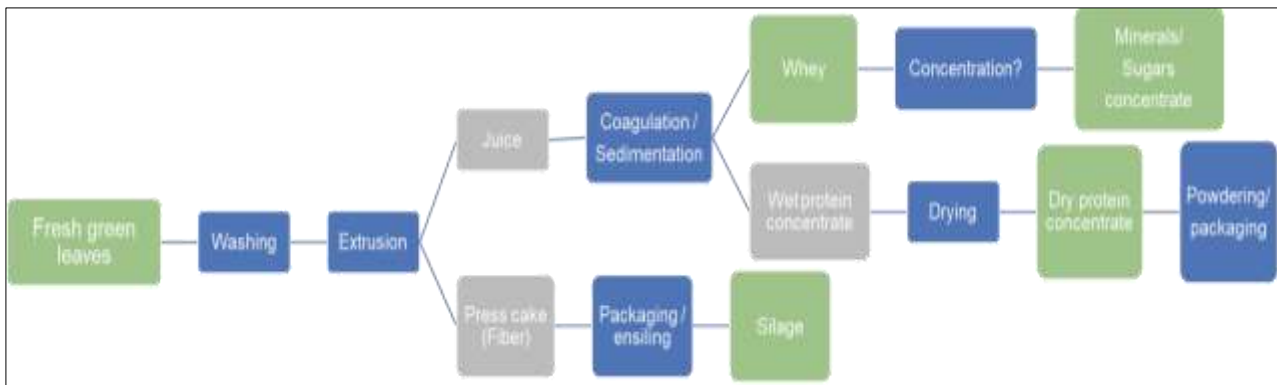 Fresh green
leaves
Washing
Extrusion
Juice
Coagulation /
Sedimentation
Whey
Concentration?
Minerals/
Sugars
concentrate
Wet protein
concentrate
Drying
Dry protein
concentrate
Powdering/
packaging
Press cake
(Fiber)
Packaging /
ensiling
Silage